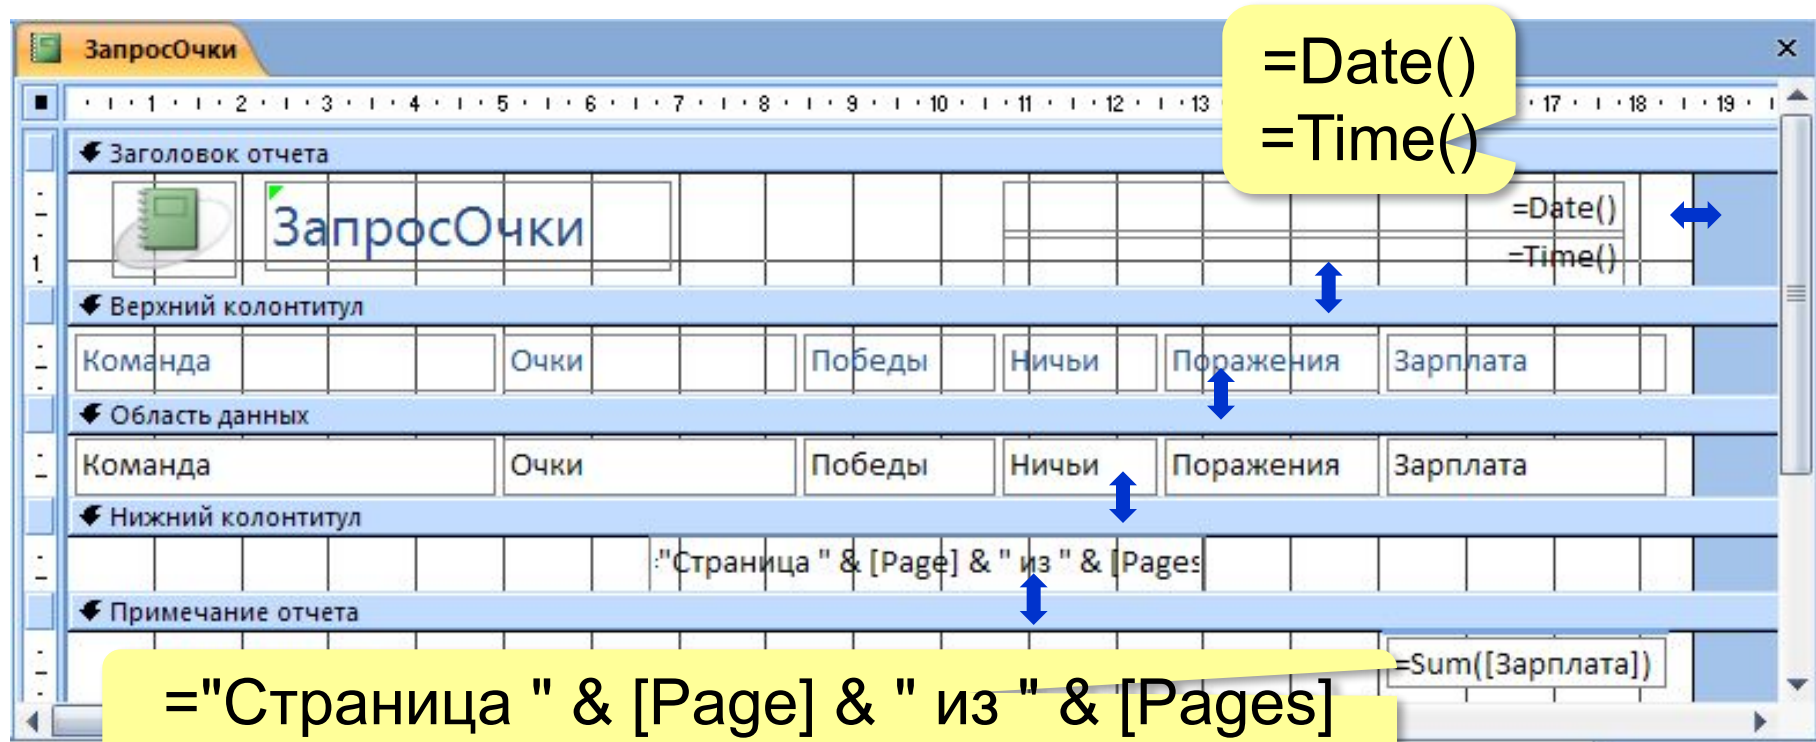 ЗапросОчки
=Date()
=Time()
1 2 3 4 5 6 7 8 9 10 11 12 13 17 18 19
Заголовок отчета
ЗапросОчки
=Date()
=Time()
1
Верхний колонтитул
Команда Очки Победы Ничьи Поражения Зарплата
Область данных
Команда Очки Победы Ничьи Поражения Зарплата
Нижний колонтитул
"Страница " & [Page] & " из " & [Pages
Примечание отчета
=Sum([Зарплата])
="Страница " & [Page] & " из " & [Pages]